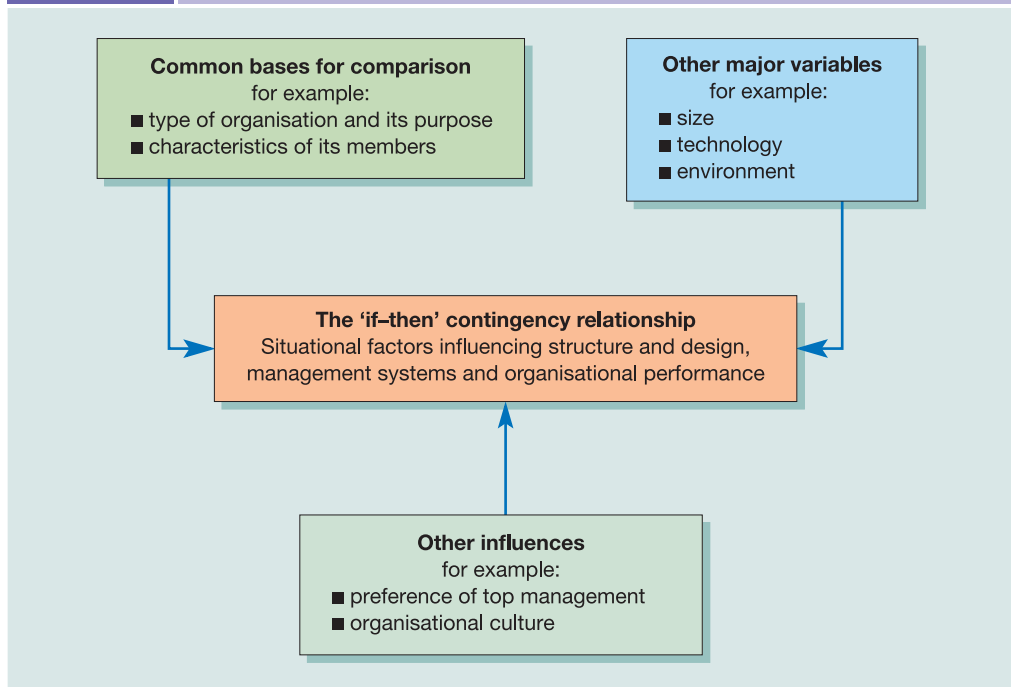 Common bases for comparison
for example:
■ type of organisation and its purpose
■ characteristics of its members
Other major variables
for example:
■ size
■ technology
■ environment
The ‘if–then’ contingency relationship
Situational factors influencing structure and design,
management systems and organisational performance
Other influences
for example:
■ preference of top management
■ organisational culture